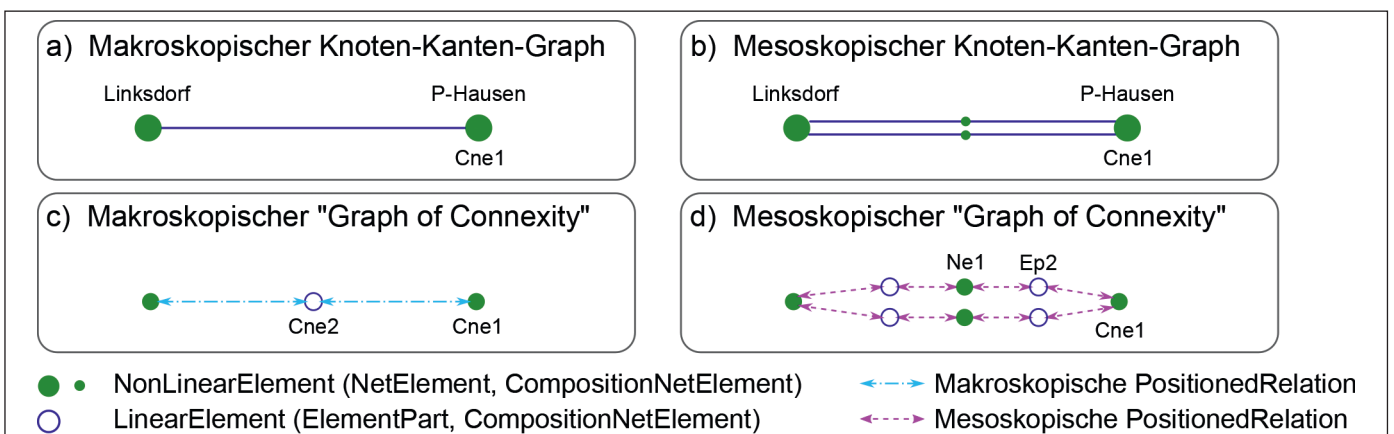 a) Makroskopischer Knoten-Kanten-Graph
Linksdorf P-Hausen
Cne1
b) Mesoskopischer Knoten-Kanten-Graph
Linksdorf P-Hausen
Cne1
c) Makroskopischer "Graph of Connexity"
Cne2 Cne1
d) Mesoskopischer "Graph of Connexity"
Ne1 Ep2
Cne1
NonLinearElement (NetElement, CompositionNetElement)
LinearElement (ElementPart, CompositionNetElement)
Makroskopische PositionedRelation
Mesoskopische PositionedRelation